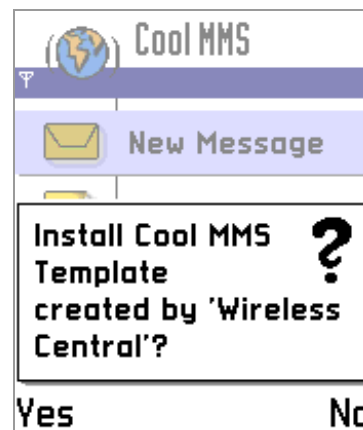 Cool MMS
New Message
Install Cool MMS
Template
created by 'Wireless
Central'?
Yes No